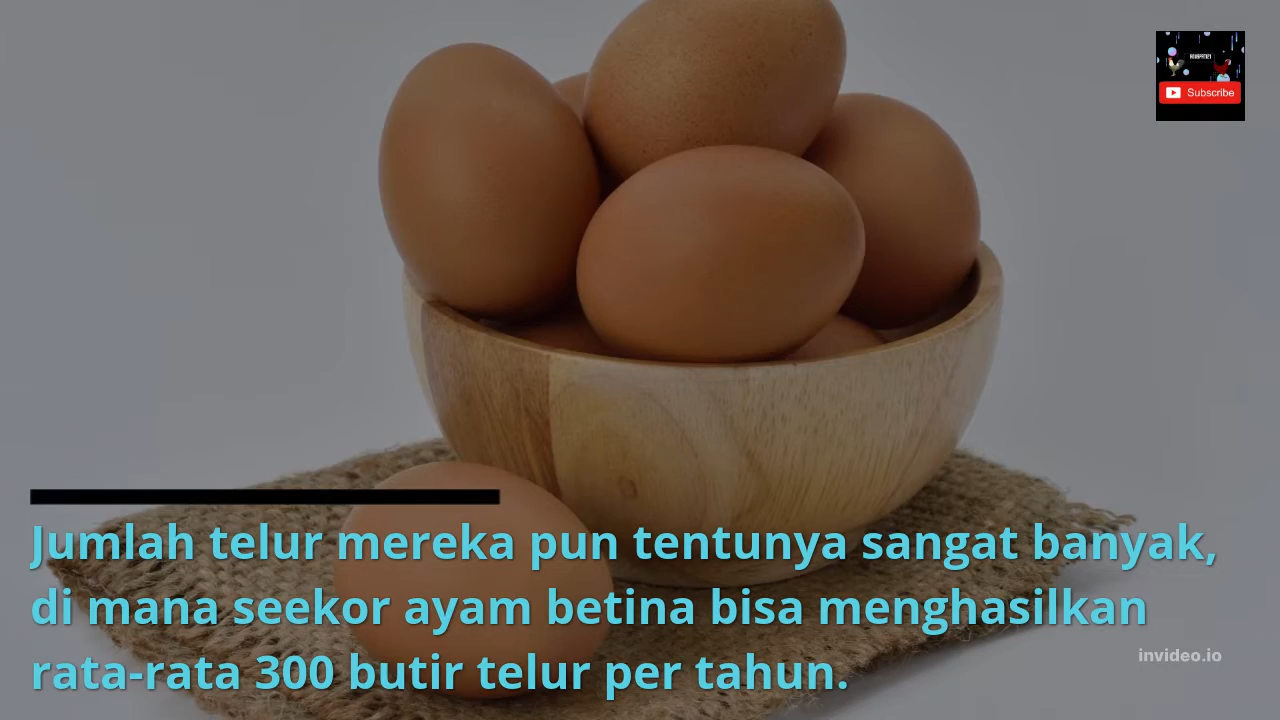 Subscribe
Jumlah telur mereka pun tentunya sangat banyak,
di mana seekor ayam betina bisa menghasilkan
rata-rata 300 butir telur per tahun.
invideo.io